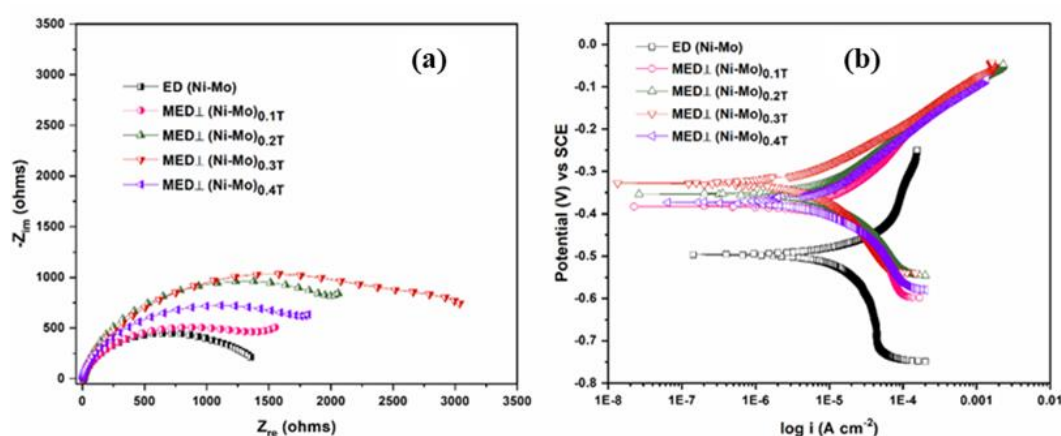 (a)
3500
3000
2500
2000
1500
1000
500
0
-Z_im (ohms)
ED (Ni-Mo)
MED⊥ (Ni-Mo)0.1T
MED⊥ (Ni-Mo)0.2T
MED⊥ (Ni-Mo)0.3T
MED⊥ (Ni-Mo)0.4T
0 500 1000 1500 2000 2500 3000 3500
Z_re (ohms)
(b)
0.0
-0.1
-0.2
-0.3
-0.4
-0.5
-0.6
-0.7
-0.8
Potential (V) vs SCE
ED (Ni-Mo)
MED⊥ (Ni-Mo)0.1T
MED⊥ (Ni-Mo)0.2T
MED⊥ (Ni-Mo)0.3T
MED⊥ (Ni-Mo)0.4T
1E-8 1E-7 1E-6 1E-5 1E-4 0.001 0.01
log i (A cm-2)